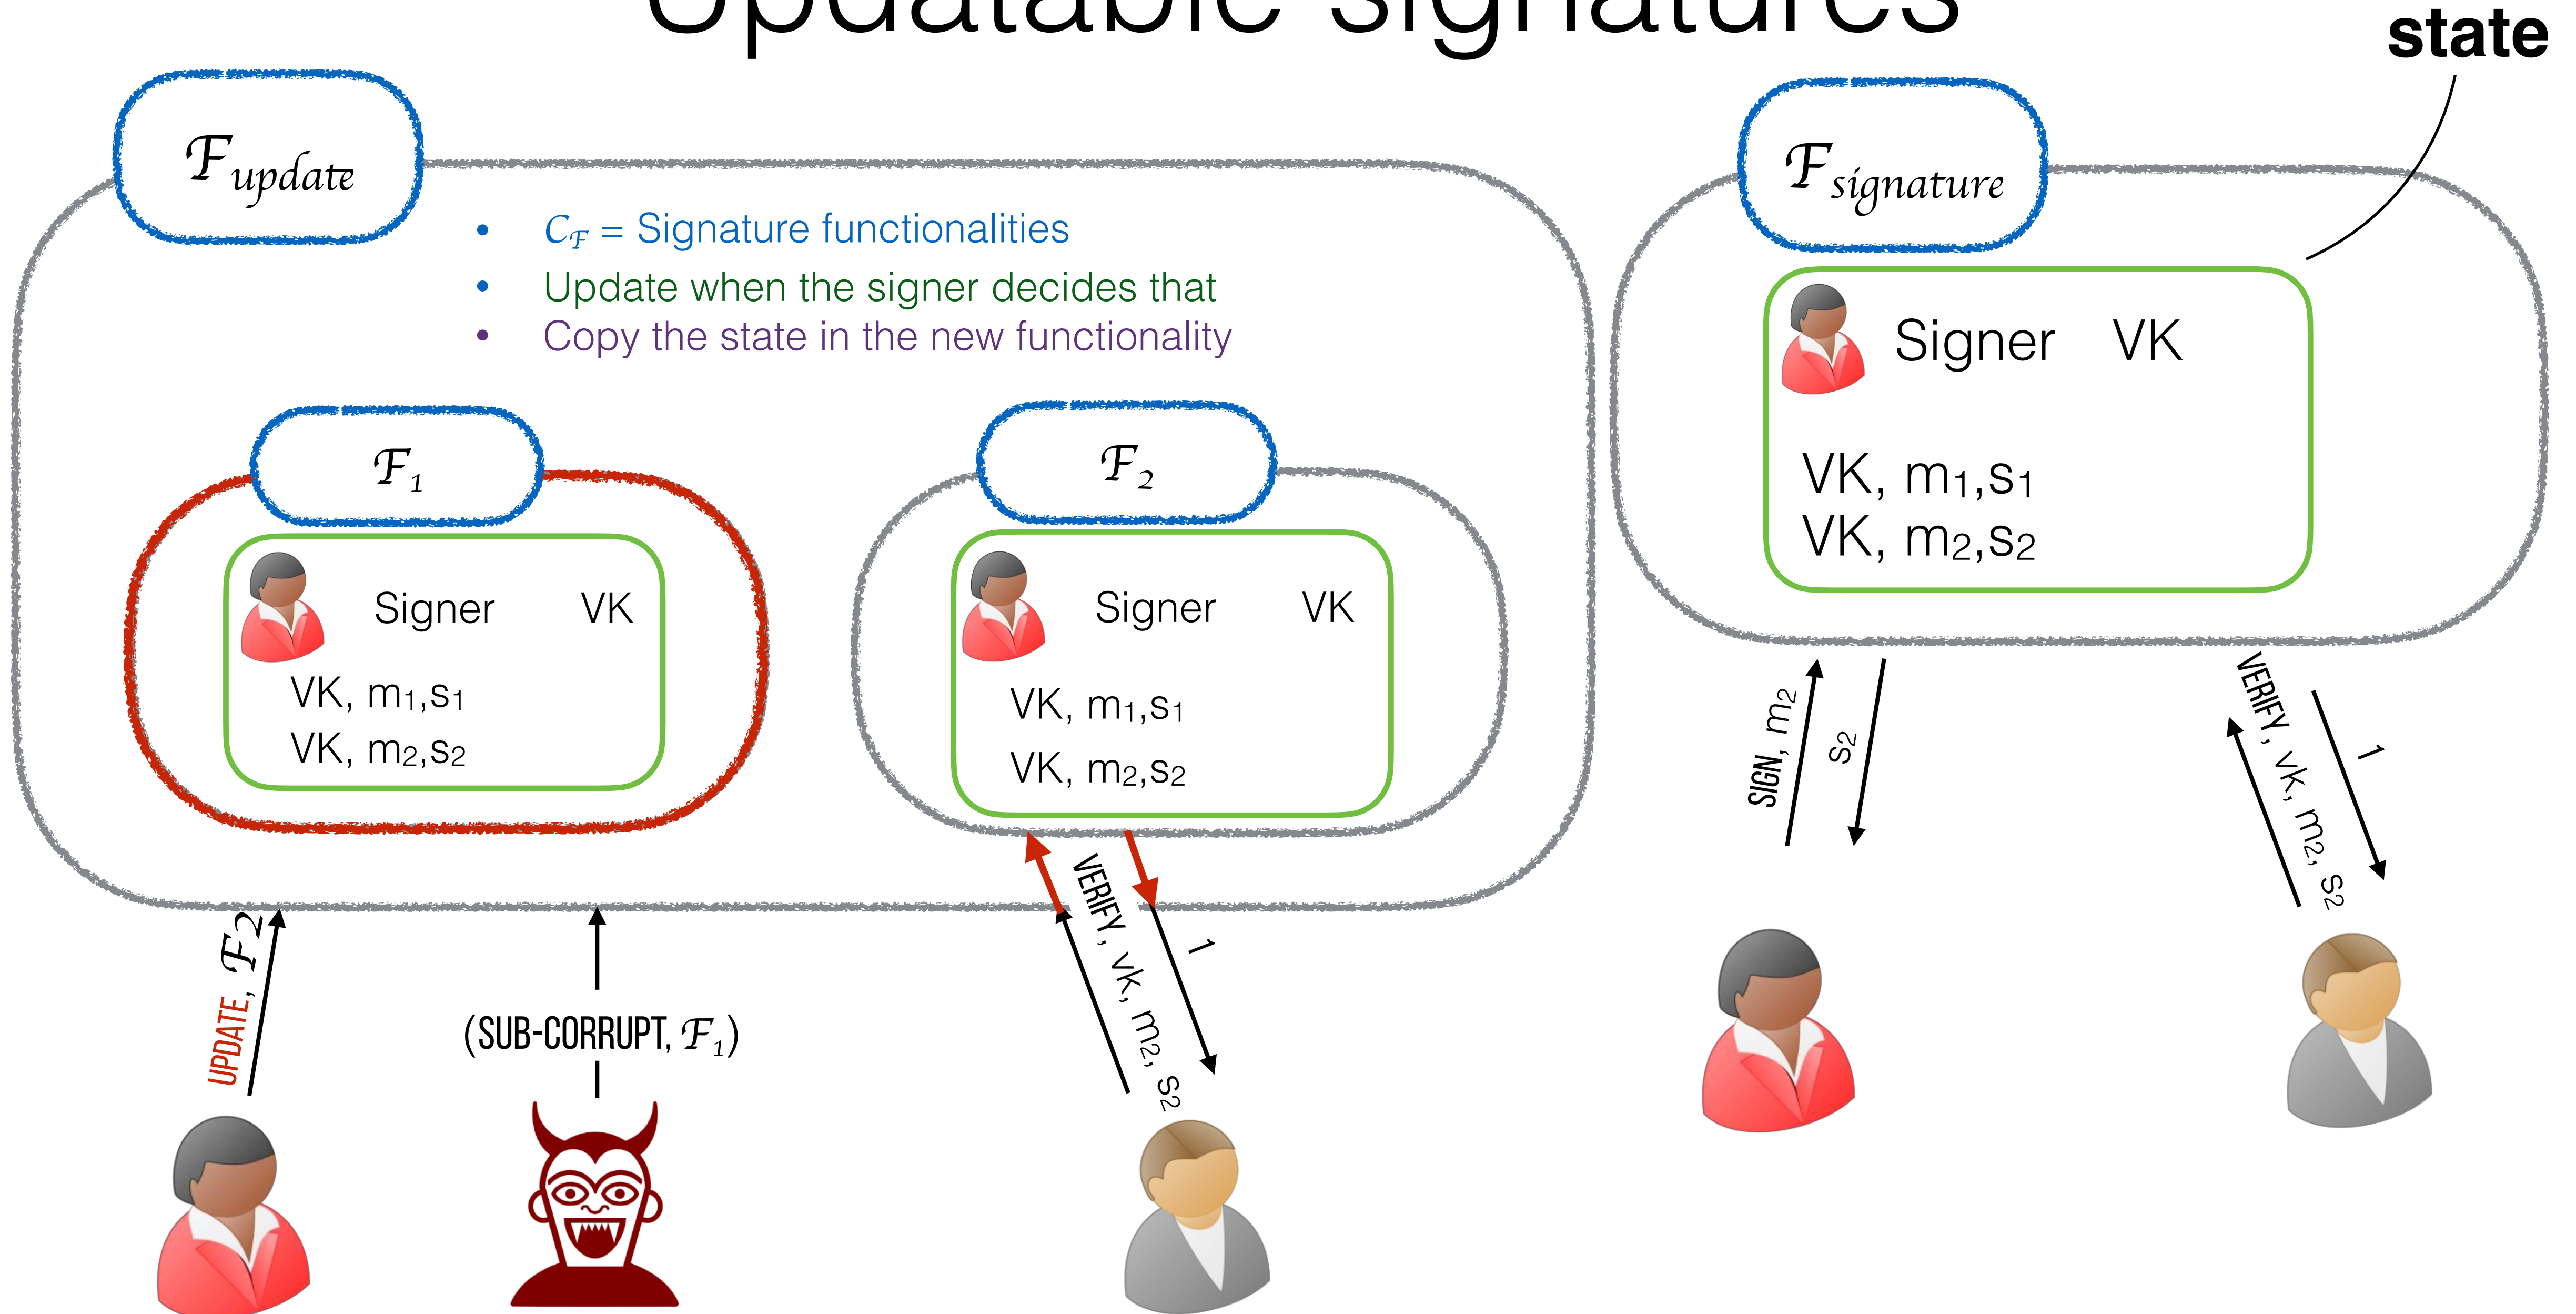 Updatable signatures
state
ℱupdate
• C_ℱ = Signature functionalities
• Update when the signer decides that
• Copy the state in the new functionality
ℱ1
Signer VK
VK, m1,s1
VK, m2,s2
ℱ2
Signer VK
VK, m1,s1
VK, m2,s2
UPDATE, ℱ2
(SUB-CORRUPT, ℱ1)
VERIFY, vk, m2, s2
1
ℱsignature
Signer VK
VK, m1,s1
VK, m2,s2
SIGN, m2
s2
VERIFY, vk, m2, s2
1